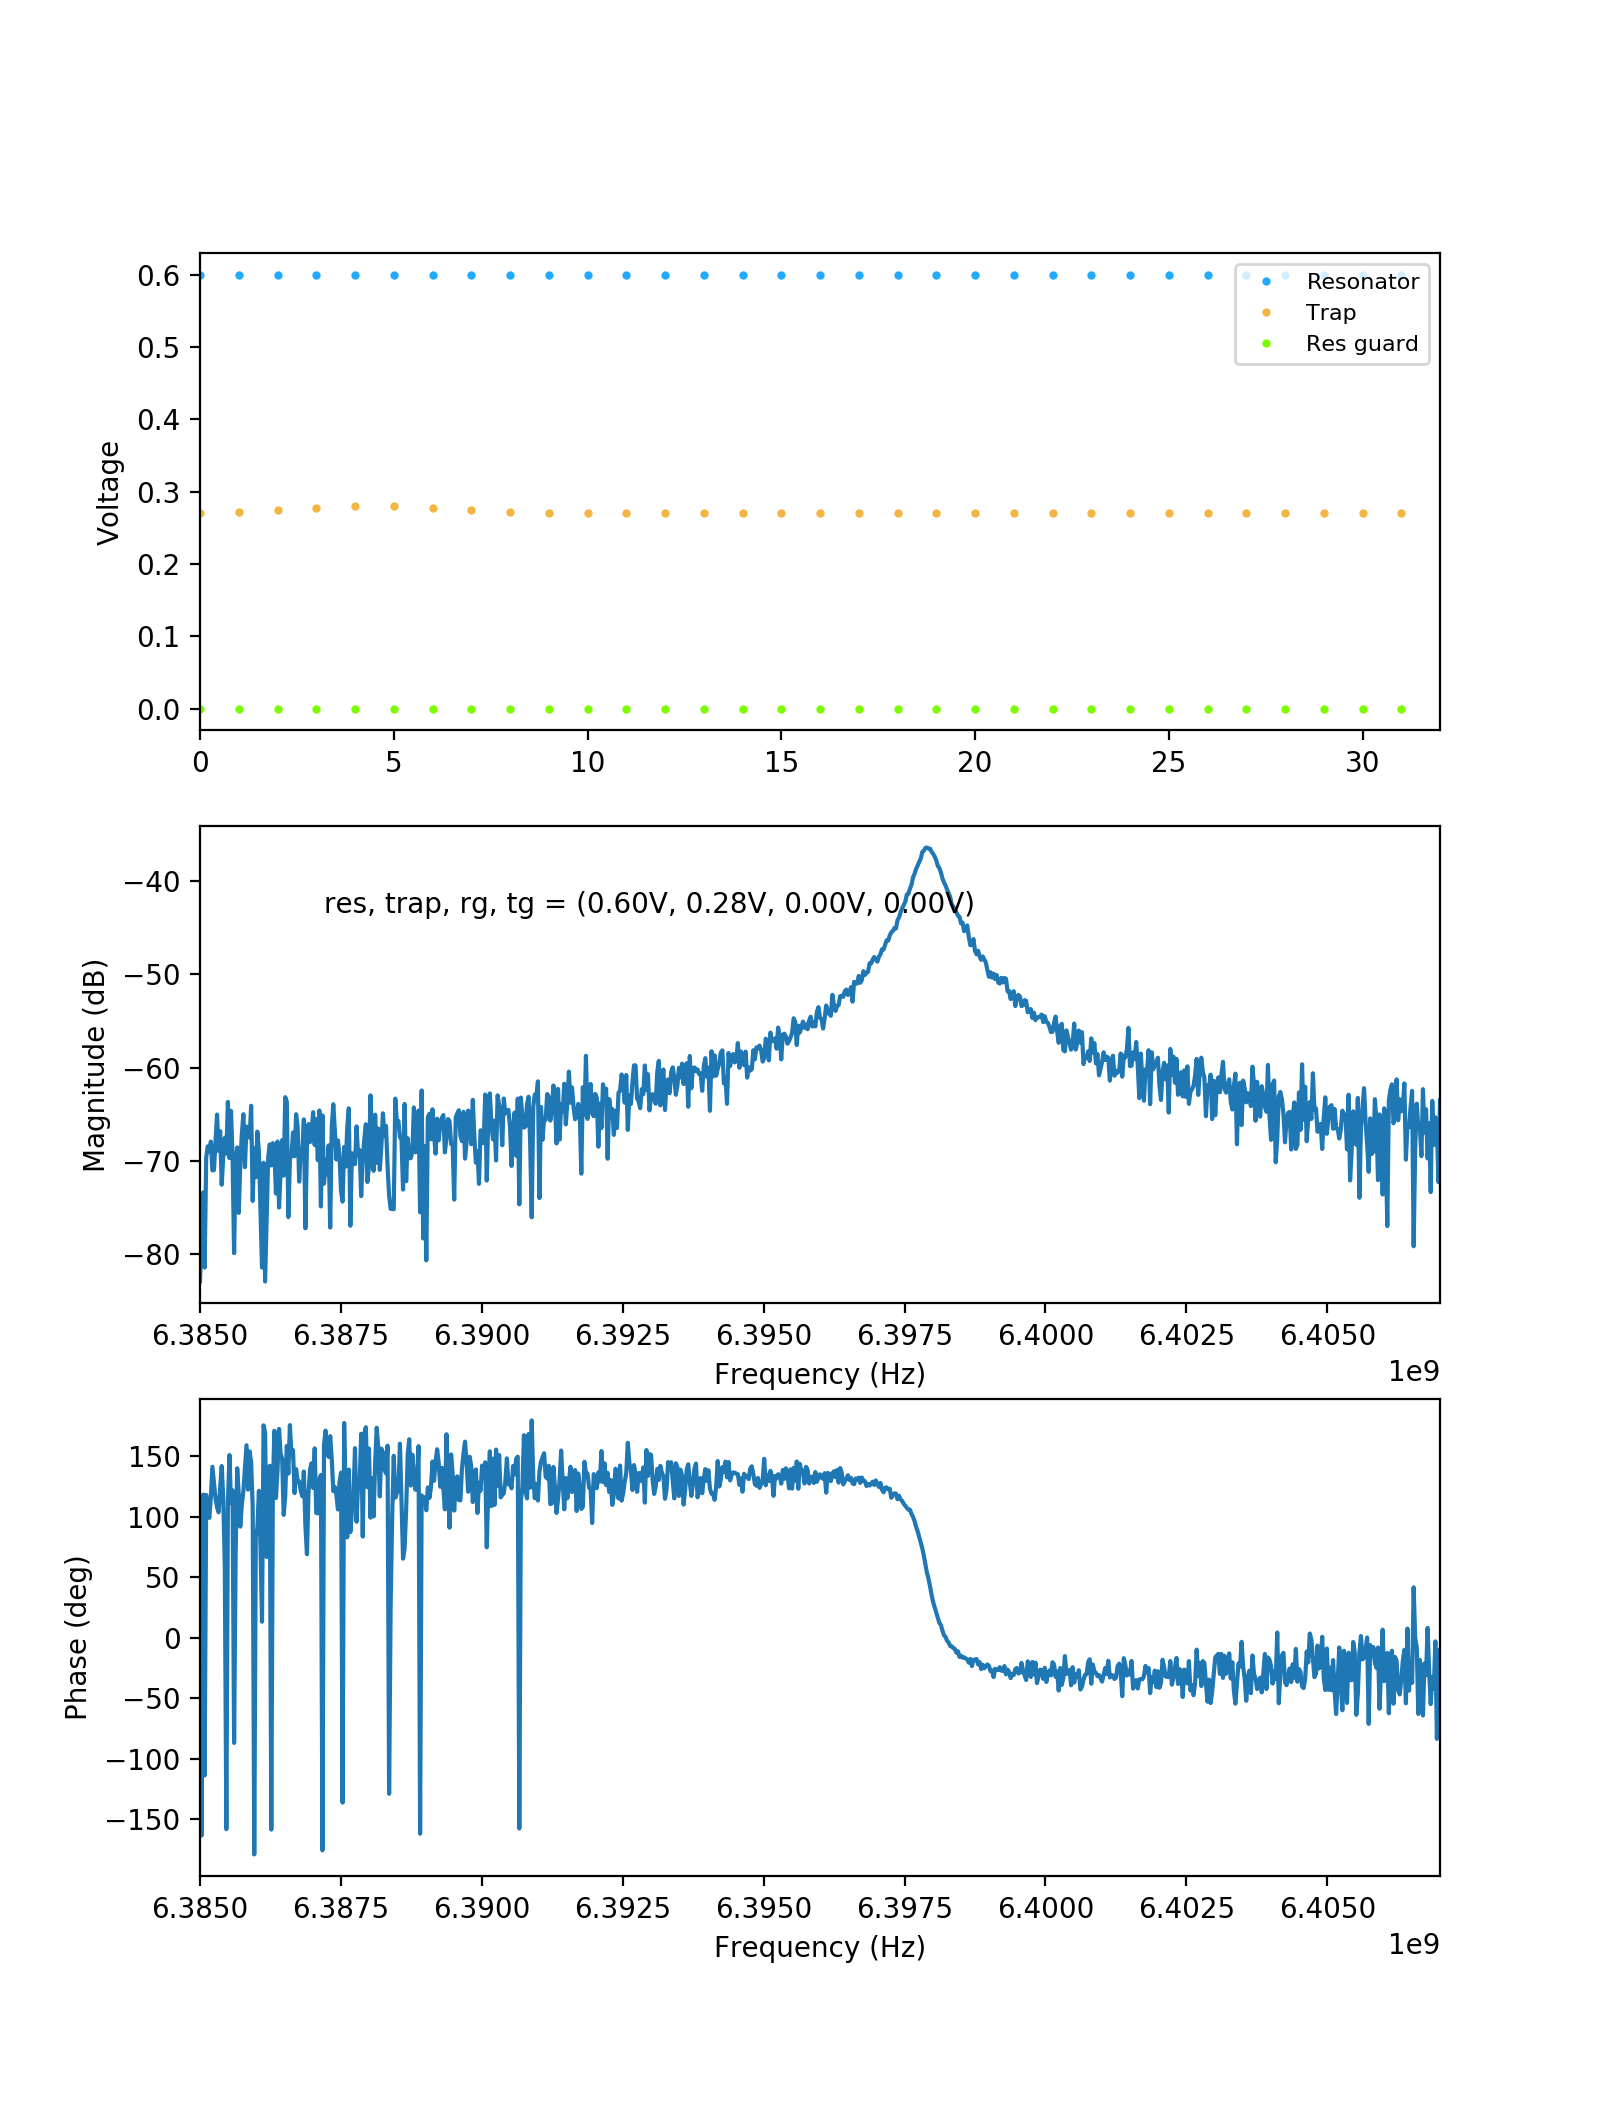 0.6
0.5
0.4
0.3
0.2
0.1
0.0
Voltage
Resonator
Trap
Res guard
0 5 10 15 20 25 30
−40
−50
−60
−70
−80
Magnitude (dB)
res, trap, rg, tg = (0.60V, 0.28V, 0.00V, 0.00V)
6.3850 6.3875 6.3900 6.3925 6.3950 6.3975 6.4000 6.4025 6.4050
1e9
Frequency (Hz)
150
100
50
0
−50
−100
−150
Phase (deg)
6.3850 6.3875 6.3900 6.3925 6.3950 6.3975 6.4000 6.4025 6.4050
1e9
Frequency (Hz)